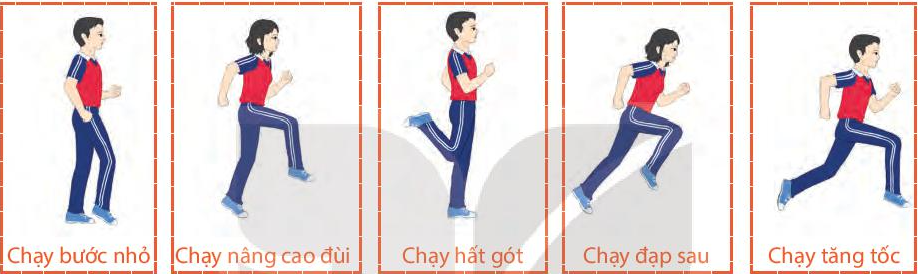 Chạy bước nhỏ
Chạy nâng cao đùi
Chạy hất gót
Chạy đạp sau
Chạy tăng tốc